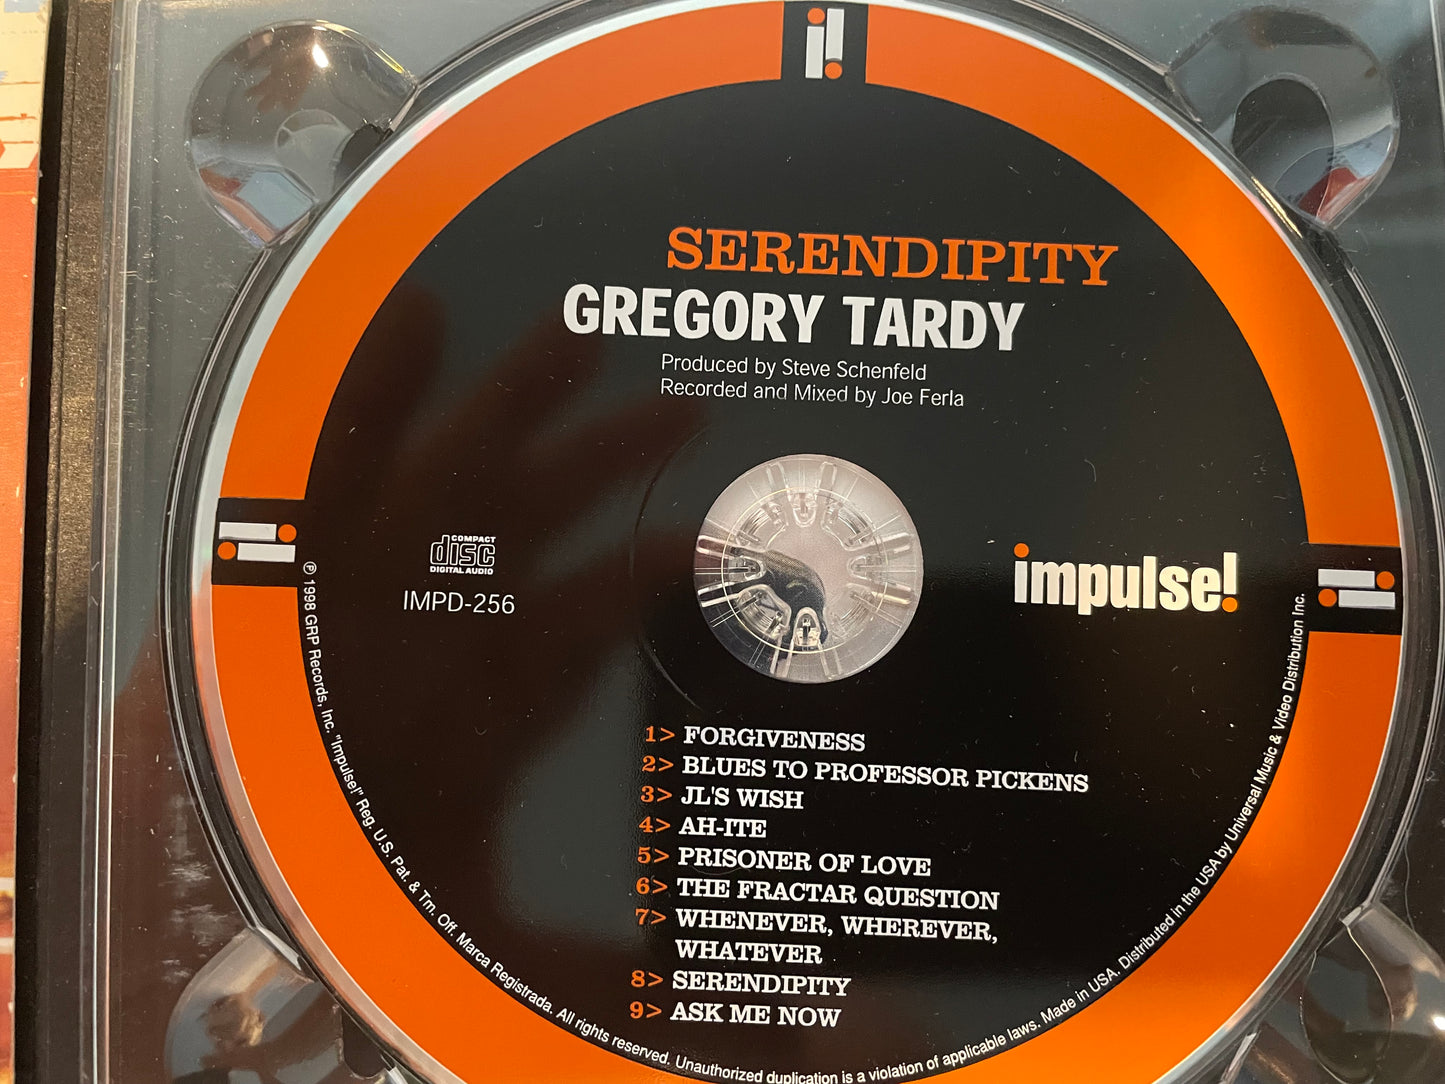 SERENDIPITY
GREGORY TARDY
Produced by Steve Schenfeld
Recorded and Mixed by Joe Ferla
COMPACT
disc
DIGITAL AUDIO
IMPD-256
impulse!
1> FORGIVENESS
2> BLUES TO PROFESSOR PICKENS
3> JL'S WISH
4> AH-ITE
5> PRISONER OF LOVE
6> THE FRACTAR QUESTION
7> WHENEVER, WHEREVER,
WHATEVER
8> SERENDIPITY
9> ASK ME NOW
℗ 1998 GRP Records, Inc. "Impulse!" Reg. U.S. Pat. & Tm. Off. Marca Registrada. All rights reserved. Unauthorized duplication is a violation of applicable laws. Made in USA. Distributed in the USA by Universal Music & Video Distribution Inc.